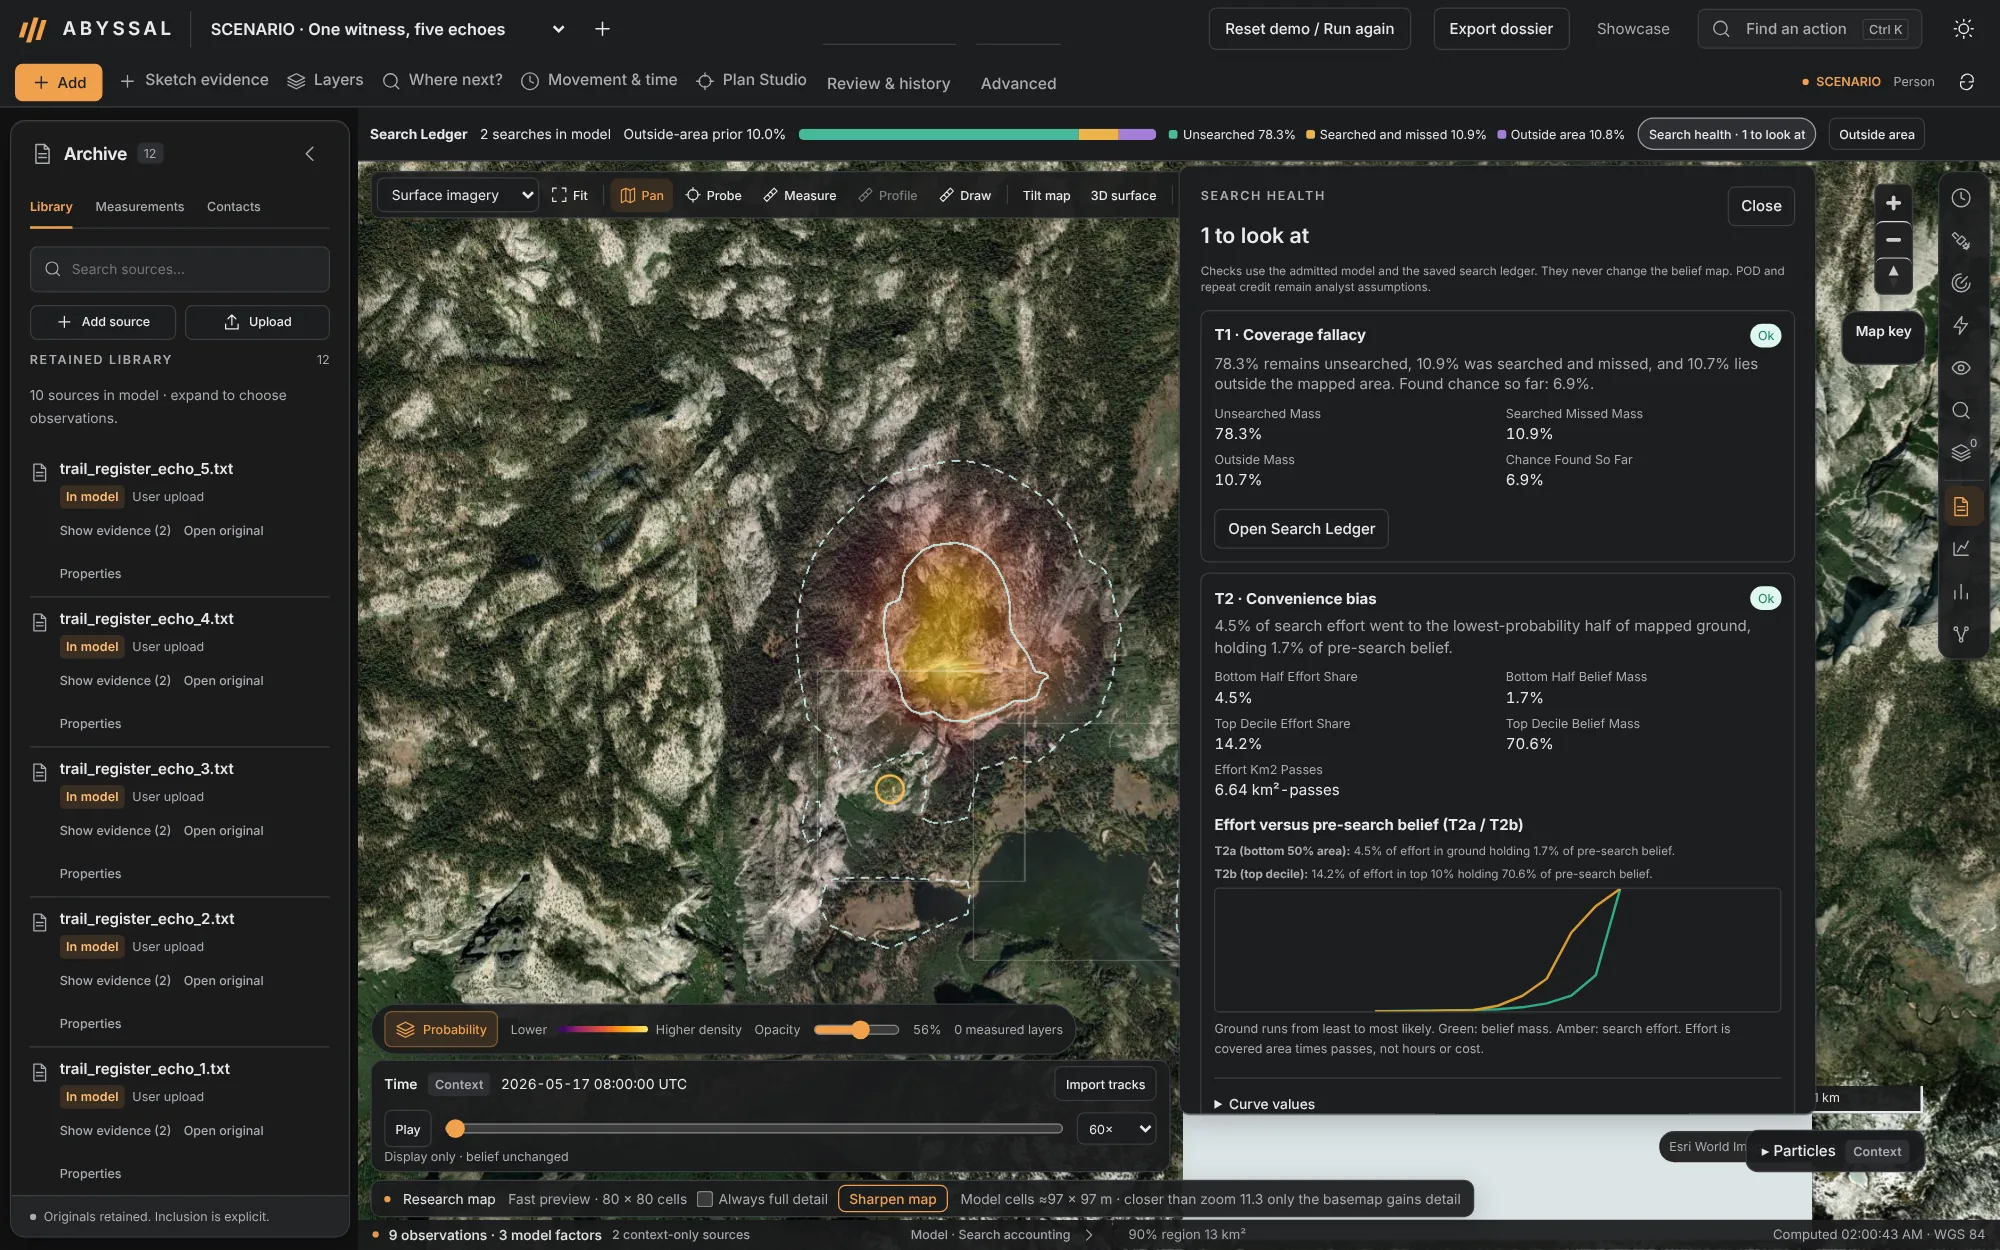 ABYSSAL
SCENARIO · One witness, five echoes
Reset demo / Run again
Export dossier
Showcase
Find an action
Ctrl K
Add
Sketch evidence
Layers
Where next?
Movement & time
Plan Studio
Review & history
Advanced
SCENARIO
Person
Archive
12
Library
Measurements
Contacts
Search sources...
Add source
Upload
RETAINED LIBRARY
12
10 sources in model · expand to choose
observations.
trail_register_echo_5.txt
In model
User upload
Show evidence (2)
Open original
Properties
trail_register_echo_4.txt
In model
User upload
Show evidence (2)
Open original
Properties
trail_register_echo_3.txt
In model
User upload
Show evidence (2)
Open original
Properties
trail_register_echo_2.txt
In model
User upload
Show evidence (2)
Open original
Properties
trail_register_echo_1.txt
In model
User upload
Show evidence (2)
Open original
Properties
Originals retained. Inclusion is explicit.
Search Ledger
2 searches in model
Outside-area prior 10.0%
Unsearched 78.3%
Searched and missed 10.9%
Outside area 10.8%
Search health · 1 to look at
Outside area
Surface imagery
Fit
Pan
Probe
Measure
Profile
Draw
Tilt map
3D surface
SEARCH HEALTH
Close
1 to look at
Checks use the admitted model and the saved search ledger. They never change the belief map. POD and
repeat credit remain analyst assumptions.
T1 · Coverage fallacy
Ok
78.3% remains unsearched, 10.9% was searched and missed, and 10.7% lies
outside the mapped area. Found chance so far: 6.9%.
Unsearched Mass
78.3%
Searched Missed Mass
10.9%
Outside Mass
10.7%
Chance Found So Far
6.9%
Open Search Ledger
T2 · Convenience bias
Ok
4.5% of search effort went to the lowest-probability half of mapped ground,
holding 1.7% of pre-search belief.
Bottom Half Effort Share
4.5%
Bottom Half Belief Mass
1.7%
Top Decile Effort Share
14.2%
Top Decile Belief Mass
70.6%
Effort Km2 Passes
6.64 km²-passes
Effort versus pre-search belief (T2a / T2b)
T2a (bottom 50% area): 4.5% of effort in ground holding 1.7% of pre-search belief.
T2b (top decile): 14.2% of effort in top 10% holding 70.6% of pre-search belief.
Ground runs from least to most likely. Green: belief mass. Amber: search effort. Effort is
covered area times passes, not hours or cost.
Curve values
Map key
0
1 km
Esri World Im
Particles
Context
Probability
Lower
Higher density
Opacity
56%
0 measured layers
Time
Context
2026-05-17 08:00:00 UTC
Import tracks
Play
60×
Display only · belief unchanged
Research map
Fast preview · 80 × 80 cells
Always full detail
Sharpen map
Model cells ≈97 × 97 m · closer than zoom 11.3 only the basemap gains detail
9 observations · 3 model factors
2 context-only sources
Model · Search accounting
90% region 13 km²
Computed 02:00:43 AM · WGS 84